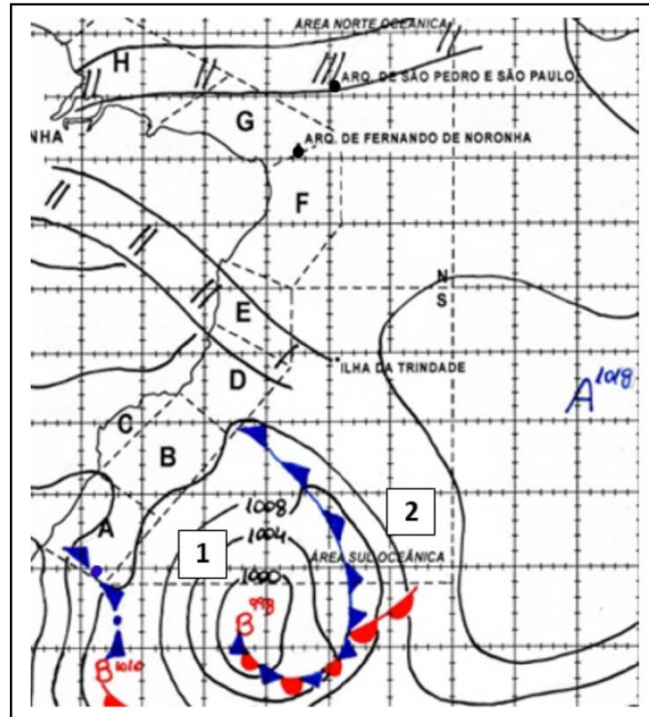 ÁREA NORTE OCEÂNICA
H
ARQ. DE SÃO PEDRO E SÃO PAULO
G
NHA
ARQ. DE FERNANDO DE NORONHA
F
N
S
E
ILHA DA TRINDADE
D
A 1018
C
B
1008
2
A
1004
1
ÁREA SUL OCEÂNICA
1000
B 998
B 1010